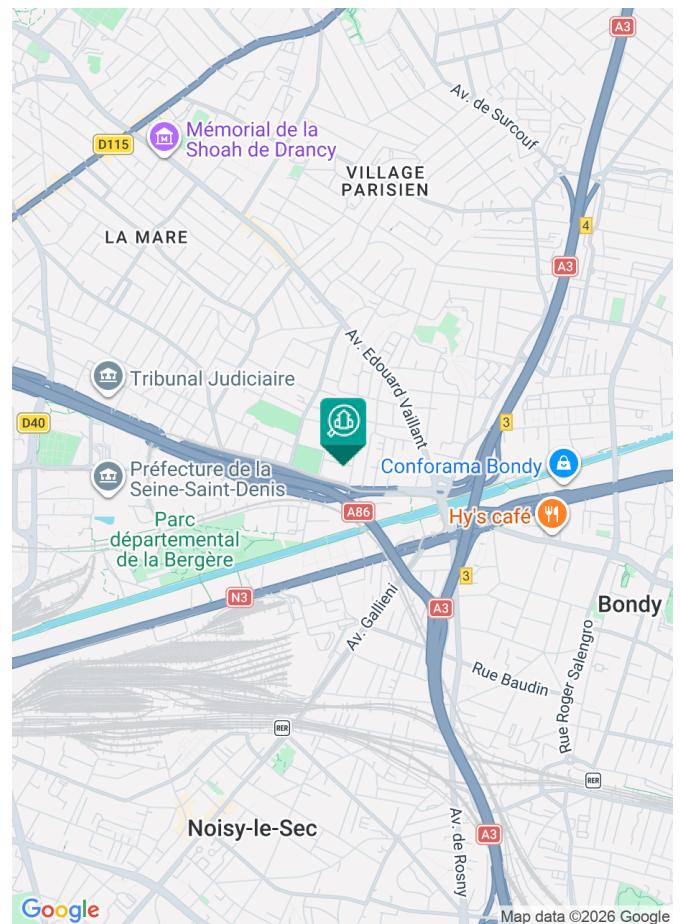 A3
Av. de Surcouf
D115
Mémorial de la
Shoah de Drancy
VILLAGE
PARISIEN
4
LA MARE
A3
Av. Edouard Vaillant
Tribunal Judiciaire
D40
3
Préfecture de la
Seine-Saint-Denis
Conforama Bondy
A86
Hy's café
Parc
départemental
de la Bergère
3
N3
A3
Bondy
Av. Gallieni
Rue Roger Salengro
Rue Baudin
RER
RER
Noisy-le-Sec
Av. de Rosny
A3
Google
Map data ©2026 Google